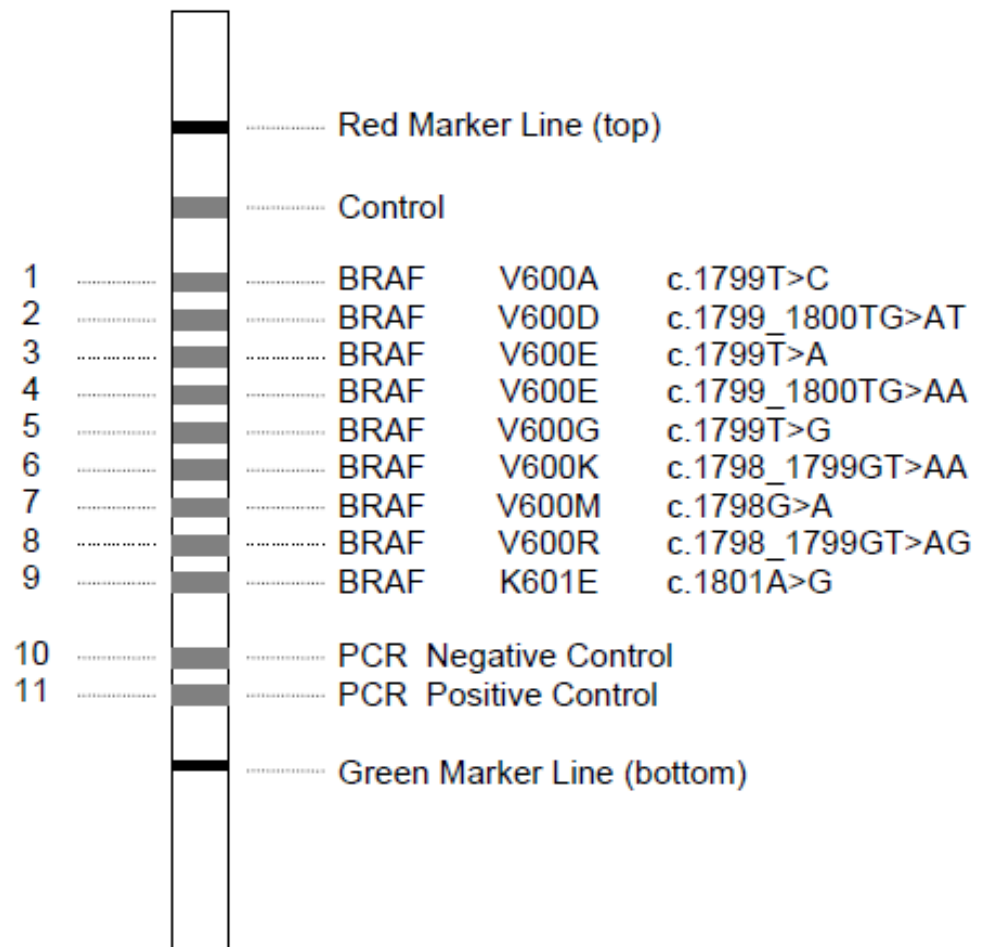 Red Marker Line (top)
Control
1 BRAF V600A c.1799T>C
2 BRAF V600D c.1799_1800TG>AT
3 BRAF V600E c.1799T>A
4 BRAF V600E c.1799_1800TG>AA
5 BRAF V600G c.1799T>G
6 BRAF V600K c.1798_1799GT>AA
7 BRAF V600M c.1798G>A
8 BRAF V600R c.1798_1799GT>AG
9 BRAF K601E c.1801A>G
10 PCR Negative Control
11 PCR Positive Control
Green Marker Line (bottom)